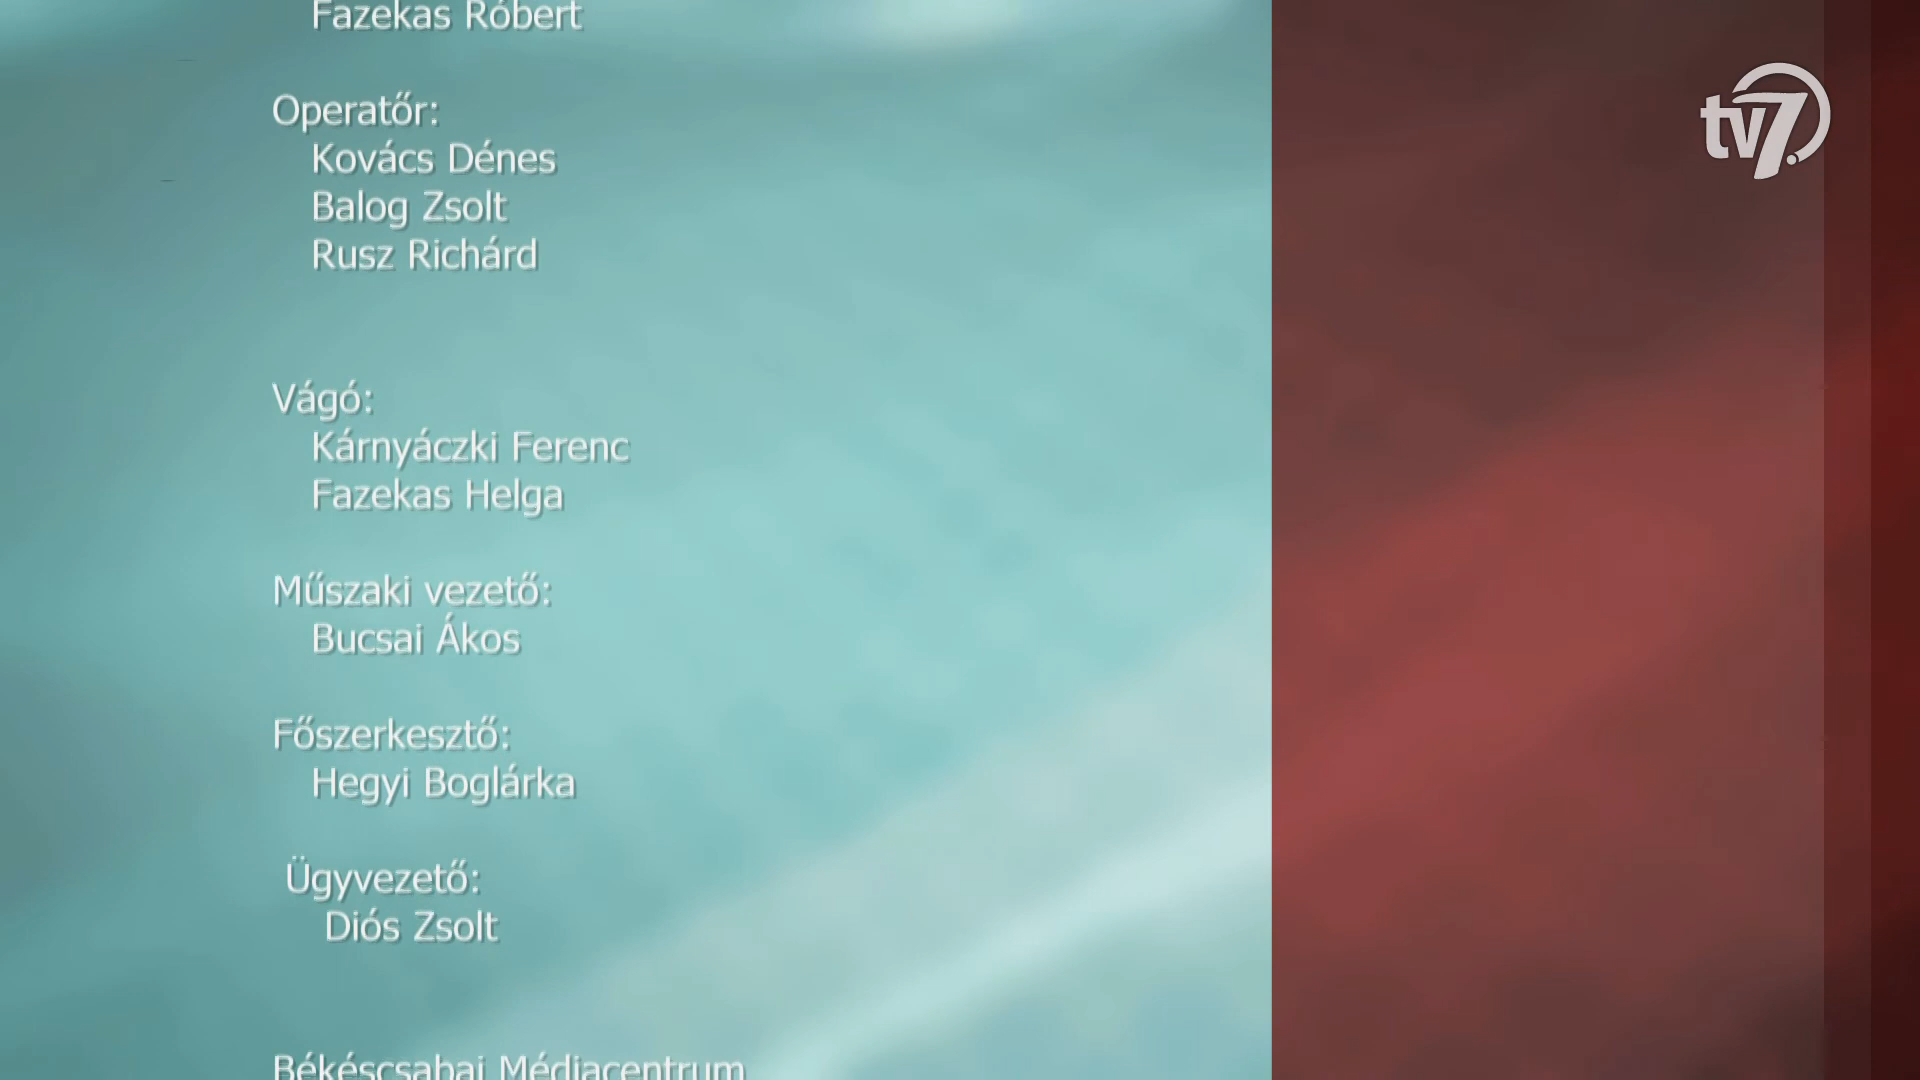 Fazekas Róbert
tv7
Operatőr:
Kovács Dénes
Balog Zsolt
Rusz Richárd
Vágó:
Kárnyáczki Ferenc
Fazekas Helga
Műszaki vezető:
Bucsai Ákos
Főszerkesztő:
Hegyi Boglárka
Ügyvezető:
Diós Zsolt
Békéscsabai Médiacentrum